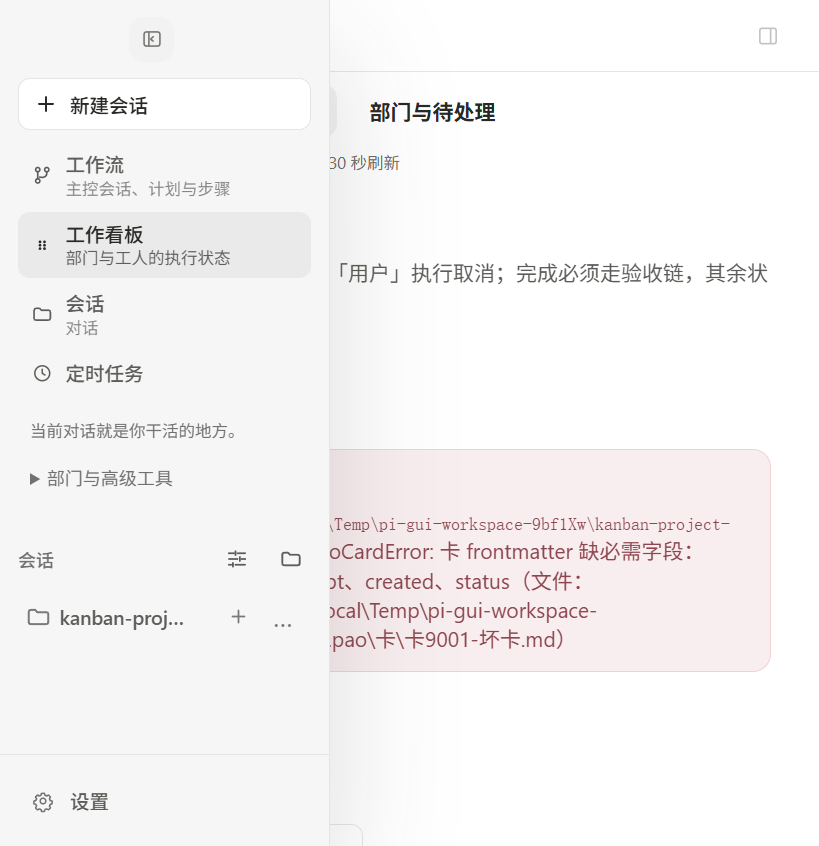 新建会话
工作流
主控会话、计划与步骤
工作看板
部门与工人的执行状态
会话
对话
定时任务
当前对话就是你干活的地方。
部门与高级工具
会话
kanban-proj...
设置
部门与待处理
30 秒刷新
「用户」执行取消；完成必须走验收链，其余状
\Temp\pi-gui-workspace-9bf1Xw\kanban-project-
oCardError: 卡 frontmatter 缺必需字段：
pt、created、status（文件：
ocal\Temp\pi-gui-workspace-
.pao\卡\卡9001-坏卡.md）